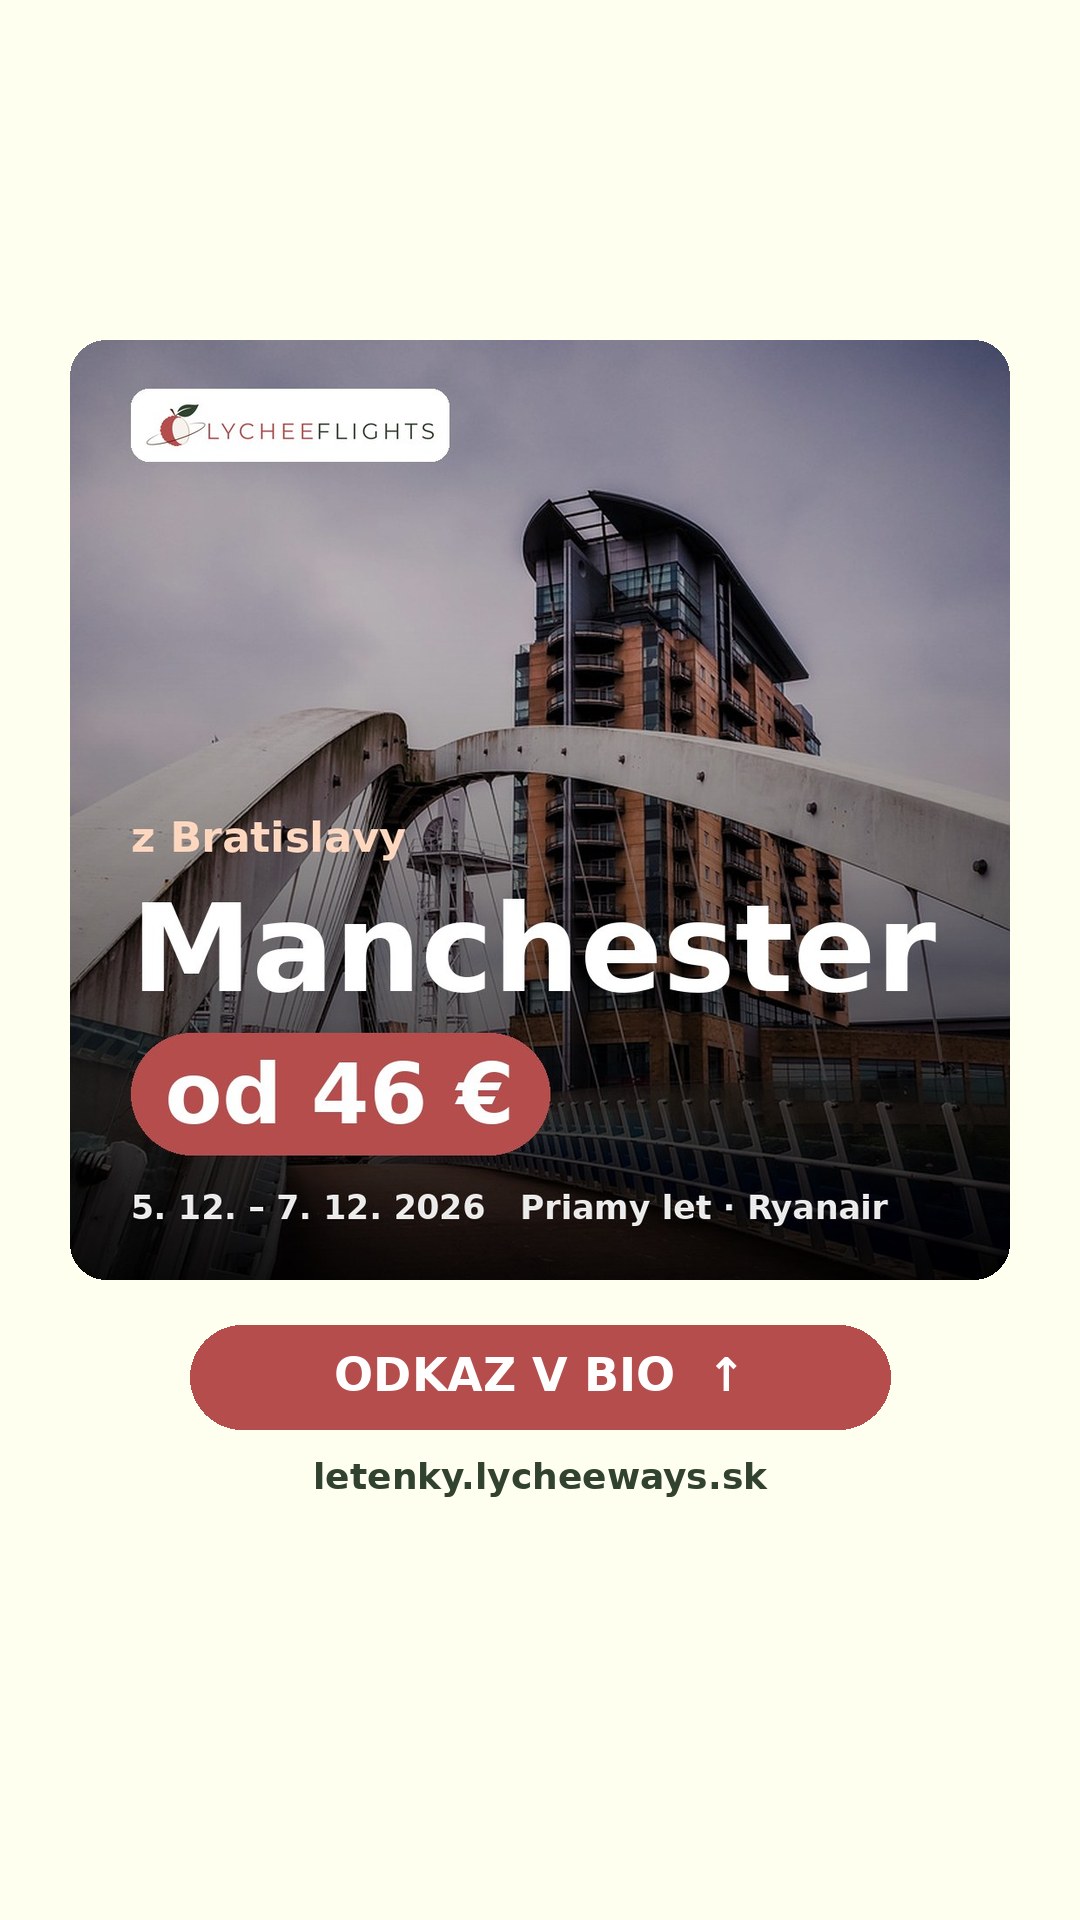 LYCHEEFLIGHTS
z Bratislavy
Manchester
od 46 €
5. 12. – 7. 12. 2026 Priamy let · Ryanair
ODKAZ V BIO ↑
letenky.lycheeways.sk